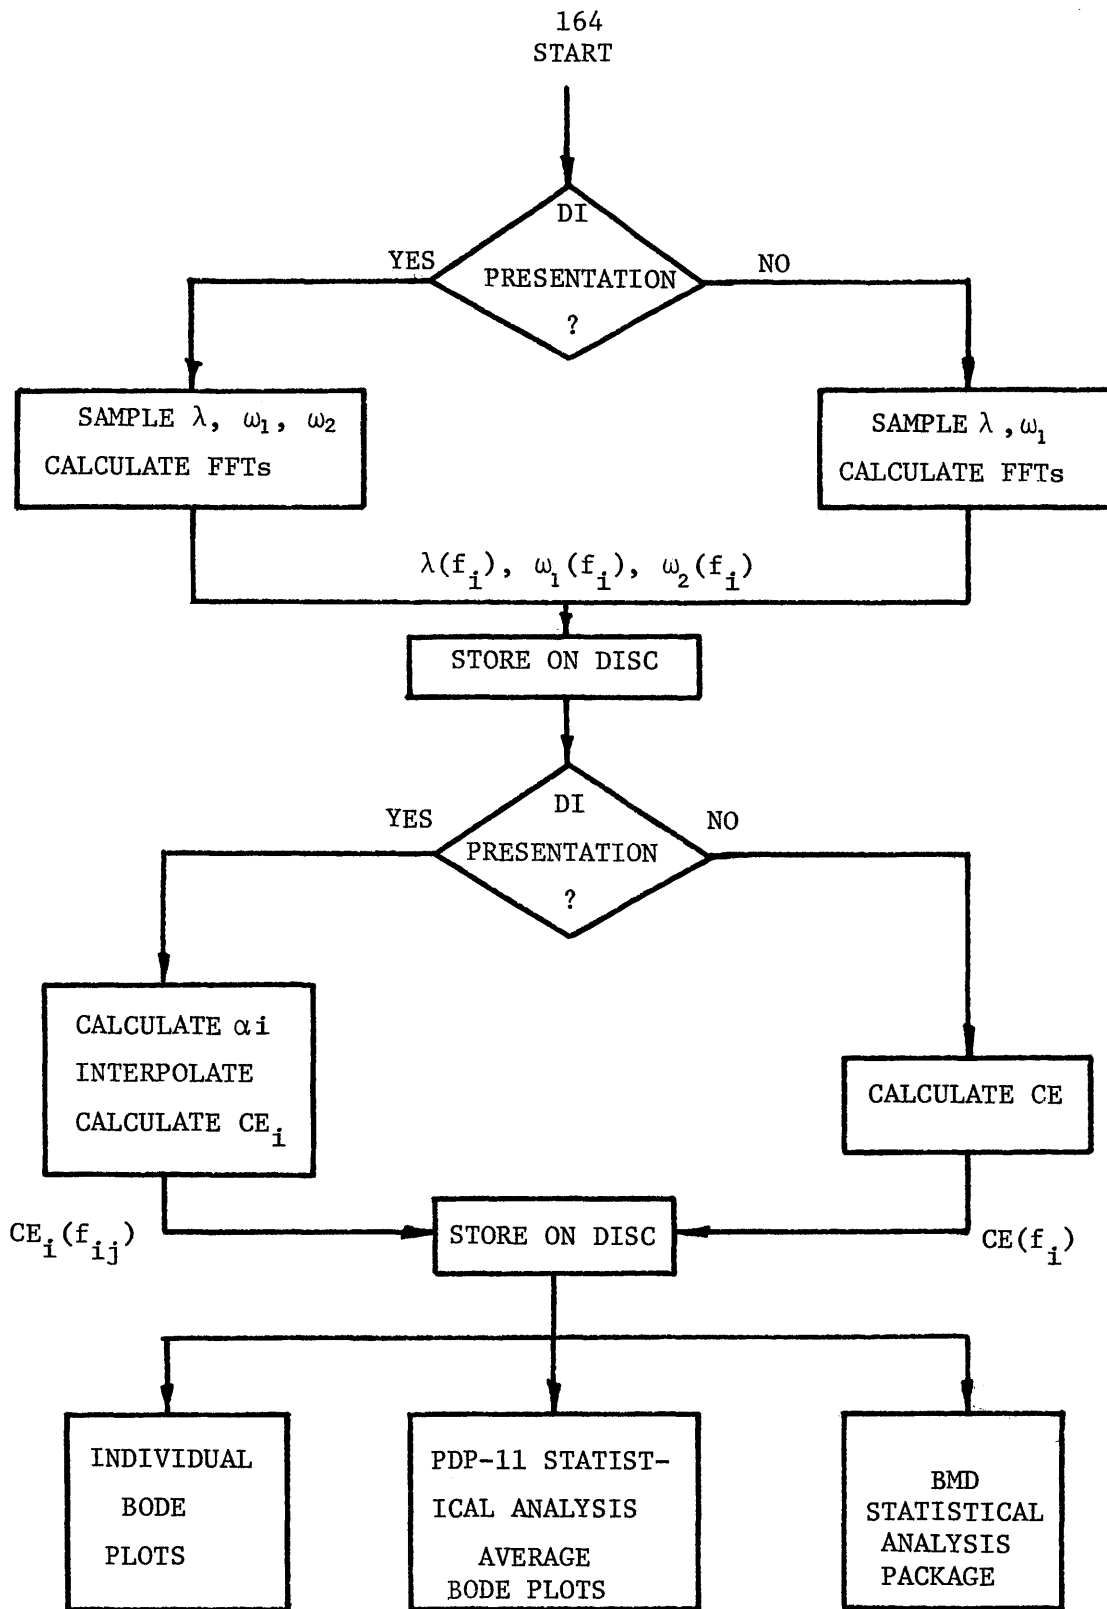 164
START
DI
YES
PRESENTATION
NO
?
SAMPLE λ, ω₁, ω₂
CALCULATE FFTs
SAMPLE λ, ω₁
CALCULATE FFTs
λ(fᵢ), ω₁(fᵢ), ω₂(fᵢ)
STORE ON DISC
DI
YES
PRESENTATION
NO
?
CALCULATE αi
INTERPOLATE
CALCULATE CEᵢ
CALCULATE CE
CEᵢ(fᵢⱼ)
STORE ON DISC
CE(fᵢ)
INDIVIDUAL
BODE
PLOTS
PDP-11 STATIST-
ICAL ANALYSIS
AVERAGE
BODE PLOTS
BMD
STATISTICAL
ANALYSIS
PACKAGE